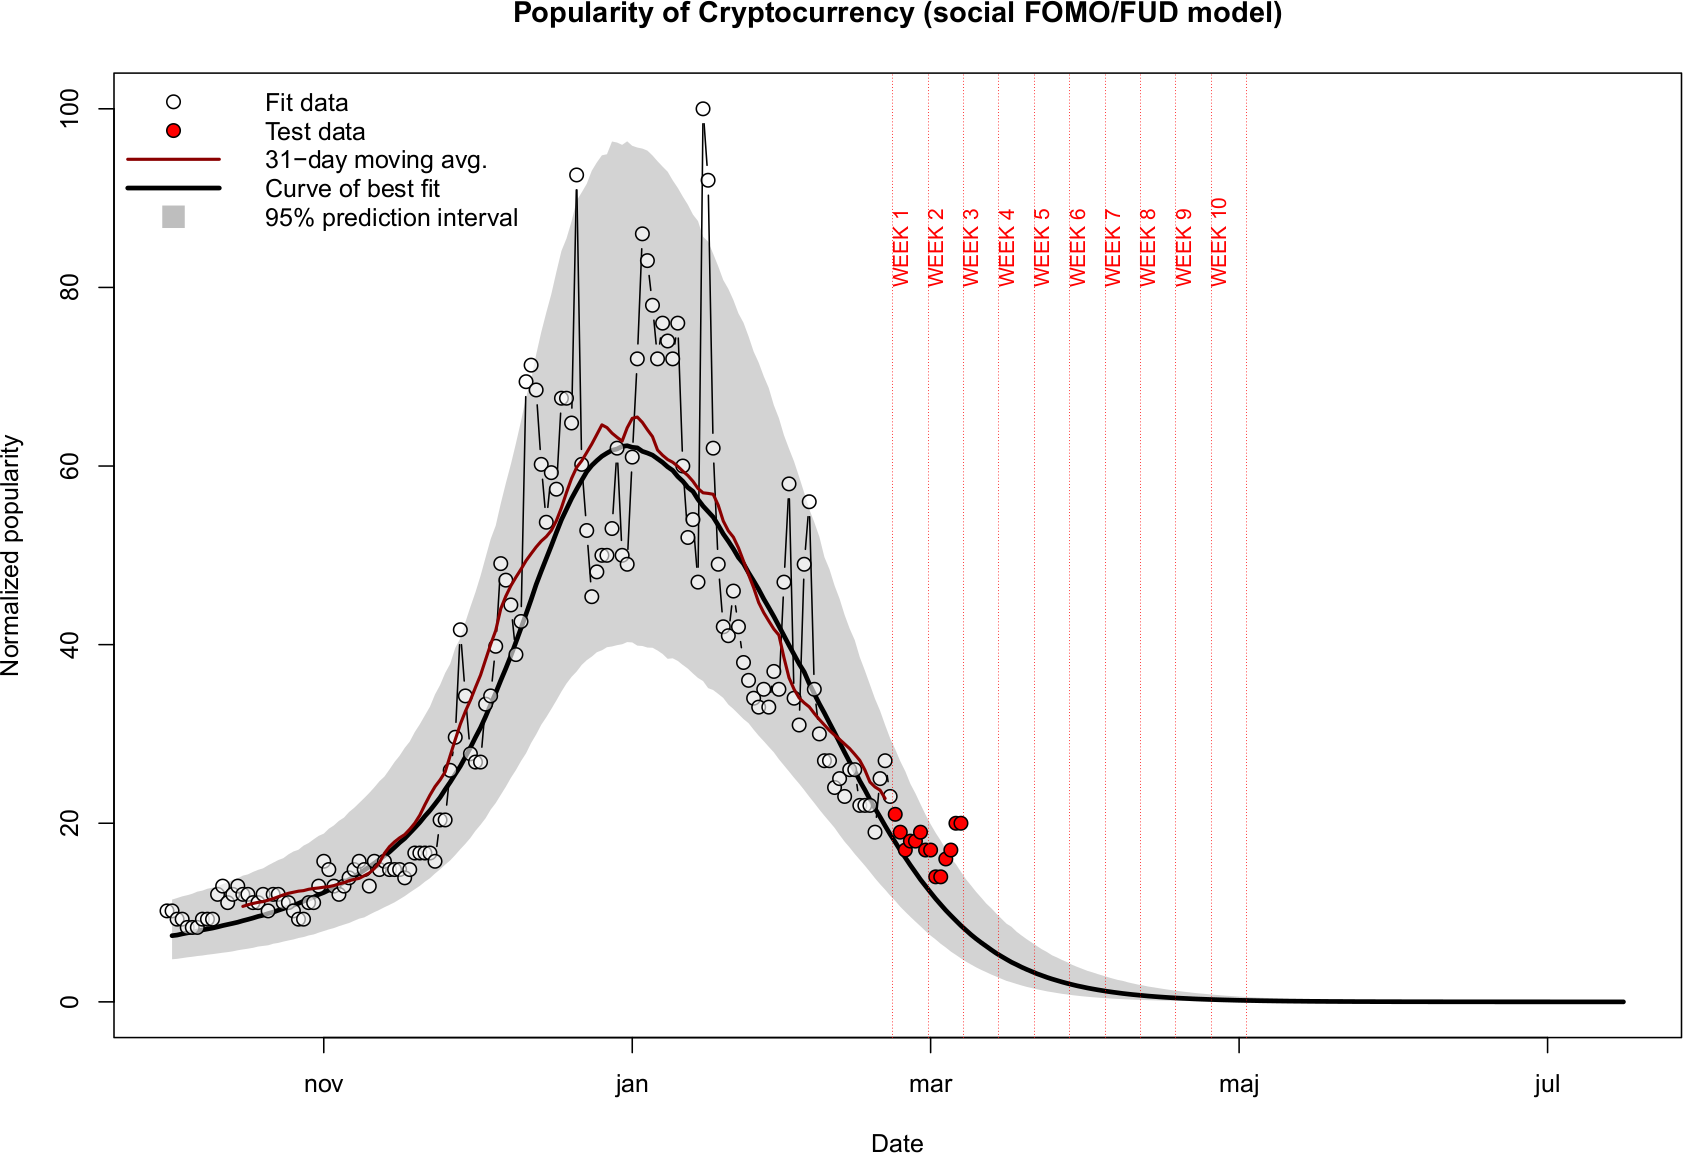 Popularity of Cryptocurrency (social FOMO/FUD model)
Fit data
Test data
31−day moving avg.
Curve of best fit
95% prediction interval
WEEK 1
WEEK 2
WEEK 3
WEEK 4
WEEK 5
WEEK 6
WEEK 7
WEEK 8
WEEK 9
WEEK 10
Normalized popularity
100
80
60
40
20
0
nov
jan
mar
maj
jul
Date